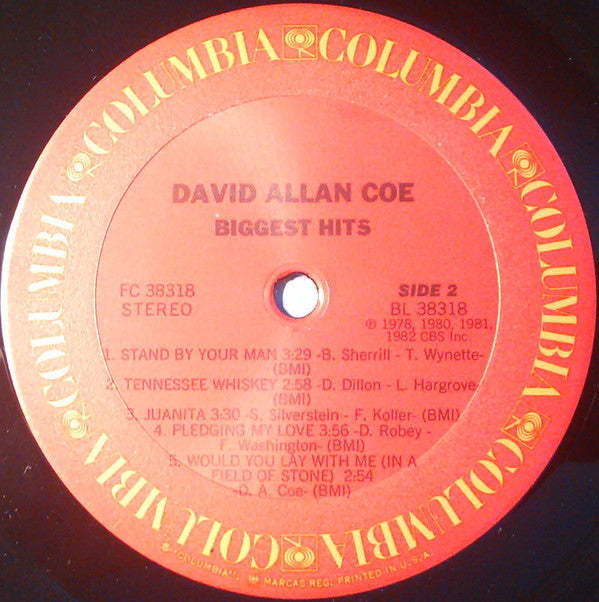 COLUMBIA COLUMBIA COLUMBIA COLUMBIA COLUMBIA COLUMBIA
DAVID ALLAN COE
BIGGEST HITS
FC 38318
STEREO
SIDE 2
BL 38318
℗ 1978, 1980, 1981,
1982 CBS Inc.
1. STAND BY YOUR MAN 3:29 -B. Sherrill - T. Wynette-
(BMI)
2. TENNESSEE WHISKEY 2:58 -D. Dillon - L. Hargrove-
(BMI)
3. JUANITA 3:30 -S. Silverstein - F. Koller- (BMI)
4. PLEDGING MY LOVE 3:56 -D. Robey -
F. Washington- (BMI)
5. WOULD YOU LAY WITH ME (IN A
FIELD OF STONE) 2:54
-D. A. Coe- (BMI)
"COLUMBIA", MARCAS REG. PRINTED IN U.S.A.